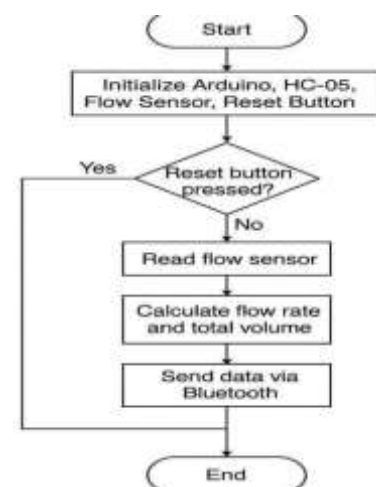 Start
Initialize Arduino, HC-05,
Flow Sensor, Reset Button
Yes
Reset button
pressed?
No
Read flow sensor
Calculate flow rate
and total volume
Send data via
Bluetooth
End